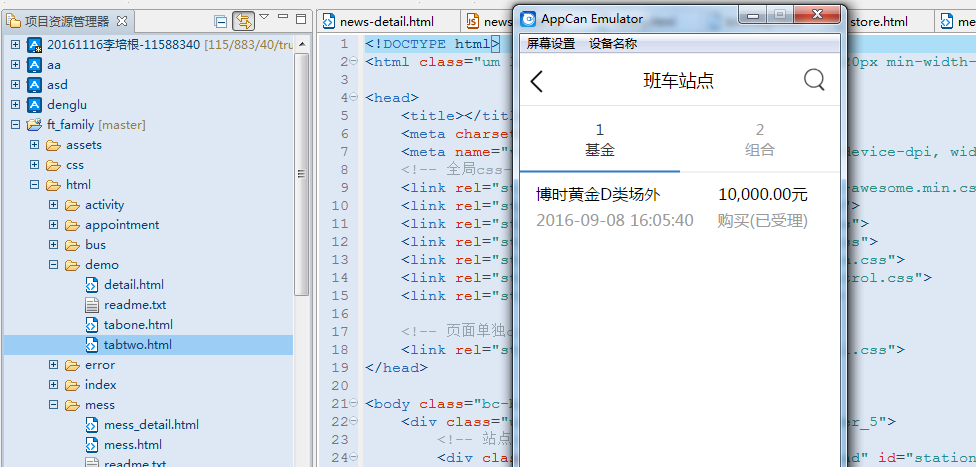 项目资源管理器
20161116李培根-11588340 [115/883/40/tru
aa
asd
denglu
ft_family [master]
assets
css
html
activity
appointment
bus
demo
detail.html
readme.txt
tabone.html
tabtwo.html
error
index
mess
mess_detail.html
mess.html
readme.txt
news-detail.html
news
store.html
me
1 <!DOCTYPE html>
2 <html class="um
20px min-width-
3
4 <head>
5 <title></titl
6 <meta charset
7 <meta name="
device-dpi, wid
8 <!-- 全局css-
9 <link rel="st
-awesome.min.cs
10 <link rel="st
">
11 <link rel="st
">
12 <link rel="st
ss">
13 <link rel="st
.css">
14 <link rel="st
rol.css">
15 <link rel="st
16
17 <!-- 页面单独
18 <link rel="st
.css">
19 </head>
20
21 <body class="bc-
22 <div class="
er_5">
23 <!-- 站点
24 <div clas
d" id="station
AppCan Emulator
屏幕设置 设备名称
班车站点
1
基金
2
组合
博时黄金D类场外 10,000.00元
2016-09-08 16:05:40 购买(已受理)